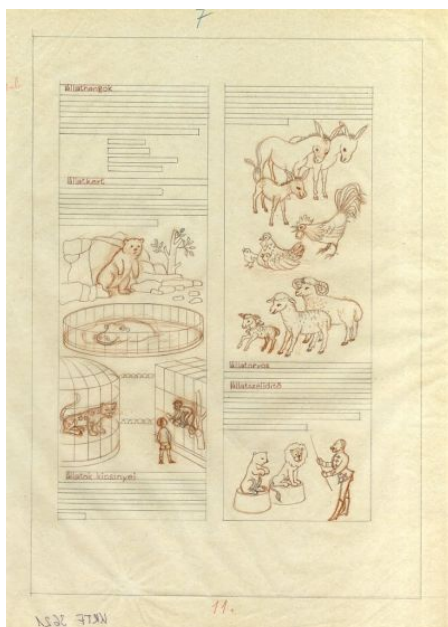 7
Állathangok
Állatkert
Állatok kicsinyei
Állatorvos
Állatszelídítő
11.